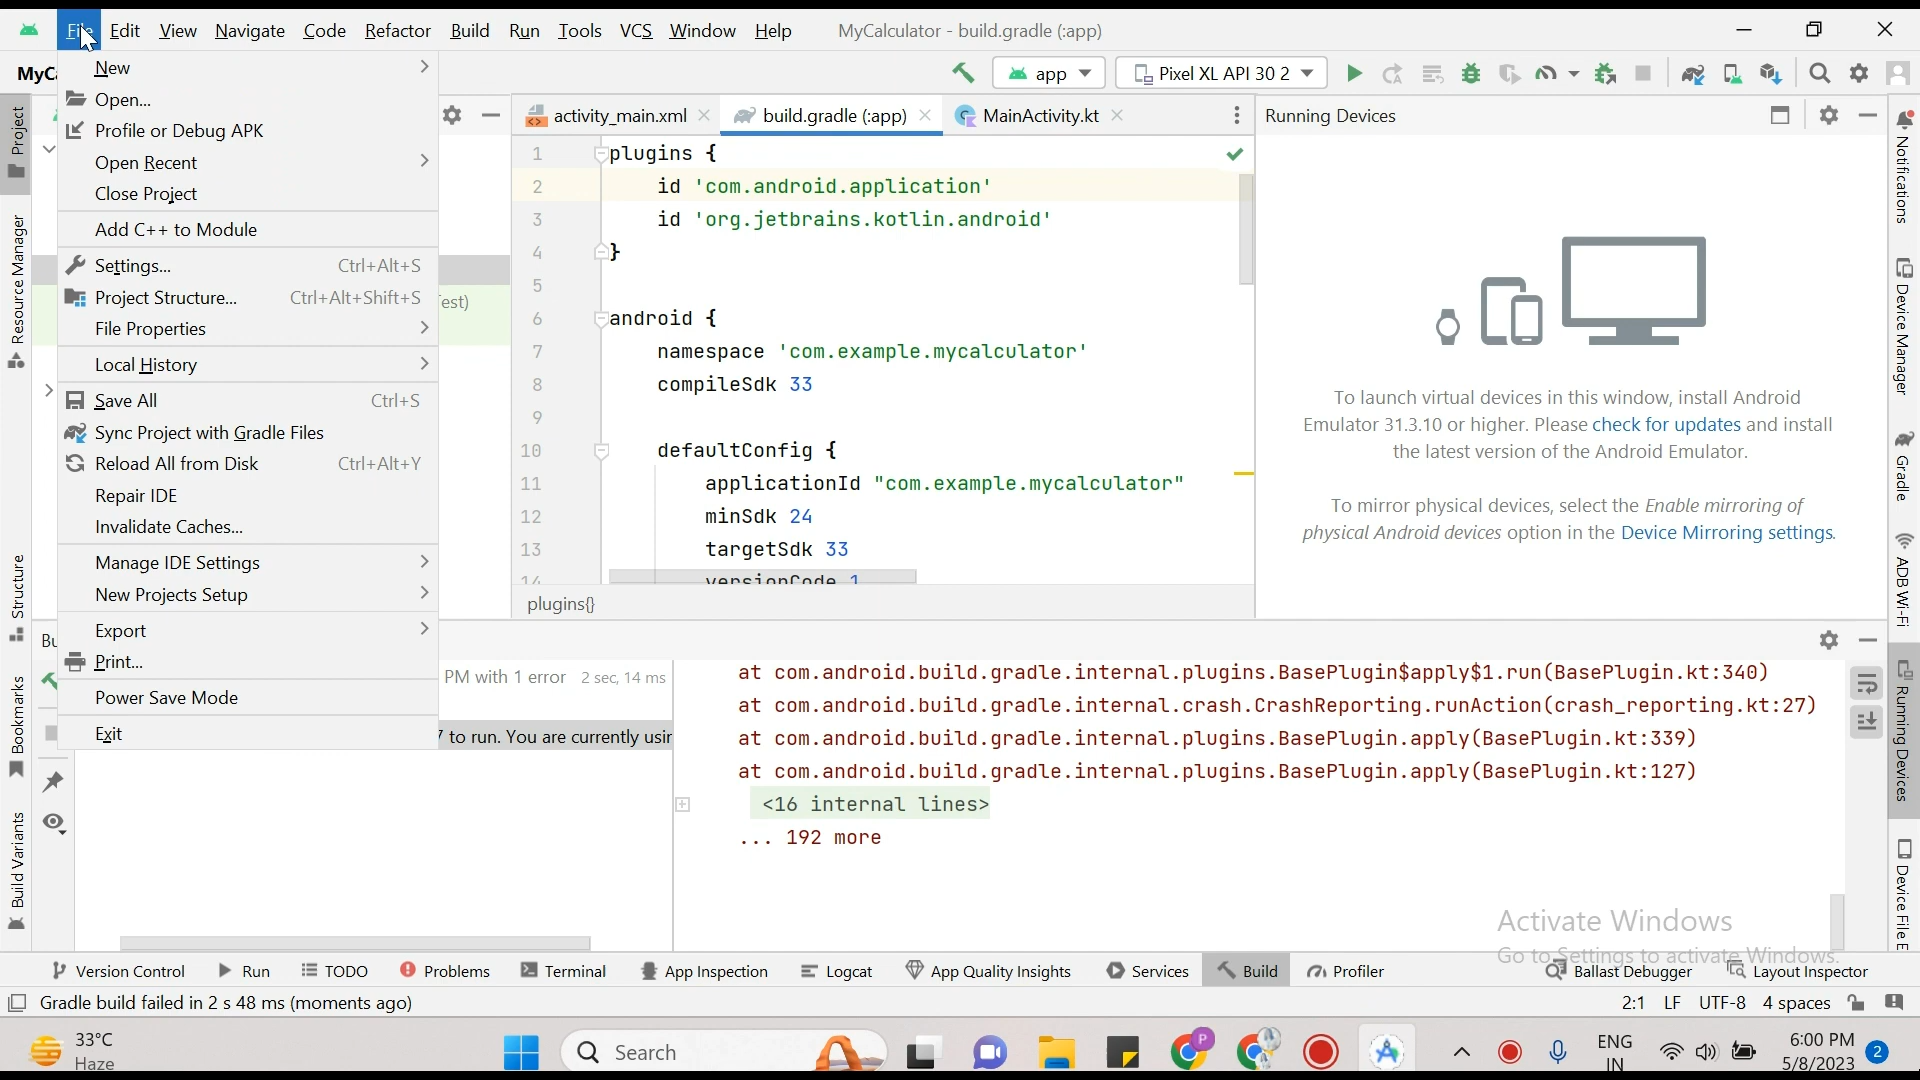 File Edit View Navigate Code Refactor Build Run Tools VCS Window Help MyCalculator - build.gradle (:app)
MyCa
app Pixel XL API 30 2
New
Open...
Profile or Debug APK
Open Recent
Close Project
Add C++ to Module
Settings... Ctrl+Alt+S
Project Structure... Ctrl+Alt+Shift+S
File Properties
Local History
Save All Ctrl+S
Sync Project with Gradle Files
Reload All from Disk Ctrl+Alt+Y
Repair IDE
Invalidate Caches...
Manage IDE Settings
New Projects Setup
Export
Print...
Power Save Mode
Exit
Project
Resource Manager
Structure
Bookmarks
Build Variants
est)
activity_main.xml build.gradle (:app) MainActivity.kt
1 plugins {
2 id 'com.android.application'
3 id 'org.jetbrains.kotlin.android'
4 }
5
6 android {
7 namespace 'com.example.mycalculator'
8 compileSdk 33
9
10 defaultConfig {
11 applicationId "com.example.mycalculator"
12 minSdk 24
13 targetSdk 33
14 versionCode 1
plugins{}
Running Devices
To launch virtual devices in this window, install Android
Emulator 31.3.10 or higher. Please check for updates and install
the latest version of the Android Emulator.
To mirror physical devices, select the Enable mirroring of
physical Android devices option in the Device Mirroring settings.
Notifications
Device Manager
Gradle
ADB Wi-Fi
Running Devices
Device File E
Bu
PM with 1 error 2 sec, 14 ms
to run. You are currently usin
at com.android.build.gradle.internal.plugins.BasePlugin$apply$1.run(BasePlugin.kt:340)
at com.android.build.gradle.internal.crash.CrashReporting.runAction(crash_reporting.kt:27)
at com.android.build.gradle.internal.plugins.BasePlugin.apply(BasePlugin.kt:339)
at com.android.build.gradle.internal.plugins.BasePlugin.apply(BasePlugin.kt:127)
<16 internal lines>
... 192 more
Activate Windows
Go to Settings to activate Windows.
Version Control Run TODO Problems Terminal App Inspection Logcat App Quality Insights Services Build Profiler Ballast Debugger Layout Inspector
Gradle build failed in 2 s 48 ms (moments ago) 2:1 LF UTF-8 4 spaces
33°C
Haze
Search
P
ENG
IN
6:00 PM
5/8/2023
2